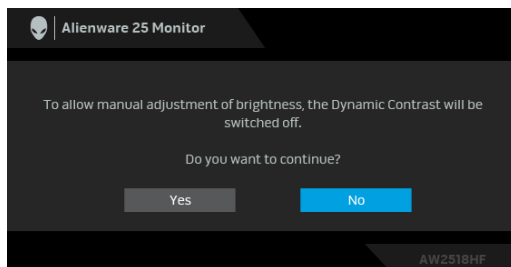 Alienware 25 Monitor
To allow manual adjustment of brightness, the Dynamic Contrast will be
switched off.
Do you want to continue?
Yes No
AW2518HF